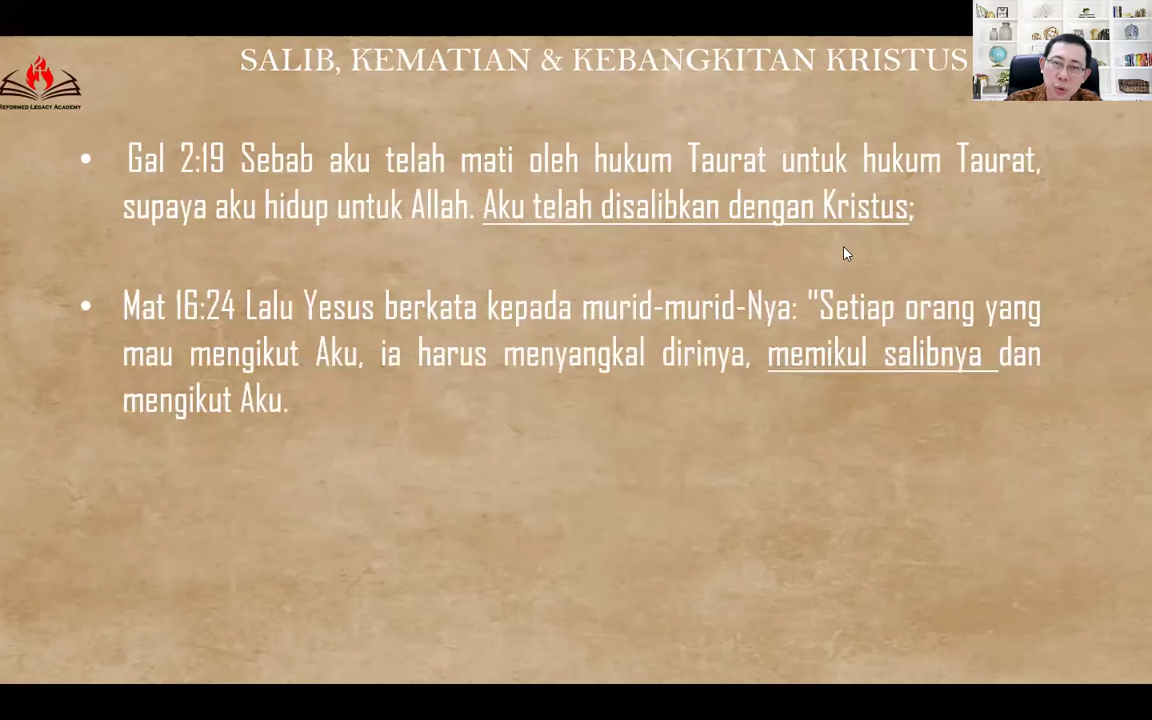 SALIB, KEMATIAN & KEBANGKITAN KRISTUS
REFORMED LEGACY ACADEMY
• Gal 2:19 Sebab aku telah mati oleh hukum Taurat untuk hukum Taurat,
supaya aku hidup untuk Allah. Aku telah disalibkan dengan Kristus;
• Mat 16:24 Lalu Yesus berkata kepada murid-murid-Nya: "Setiap orang yang
mau mengikut Aku, ia harus menyangkal dirinya, memikul salibnya dan
mengikut Aku.